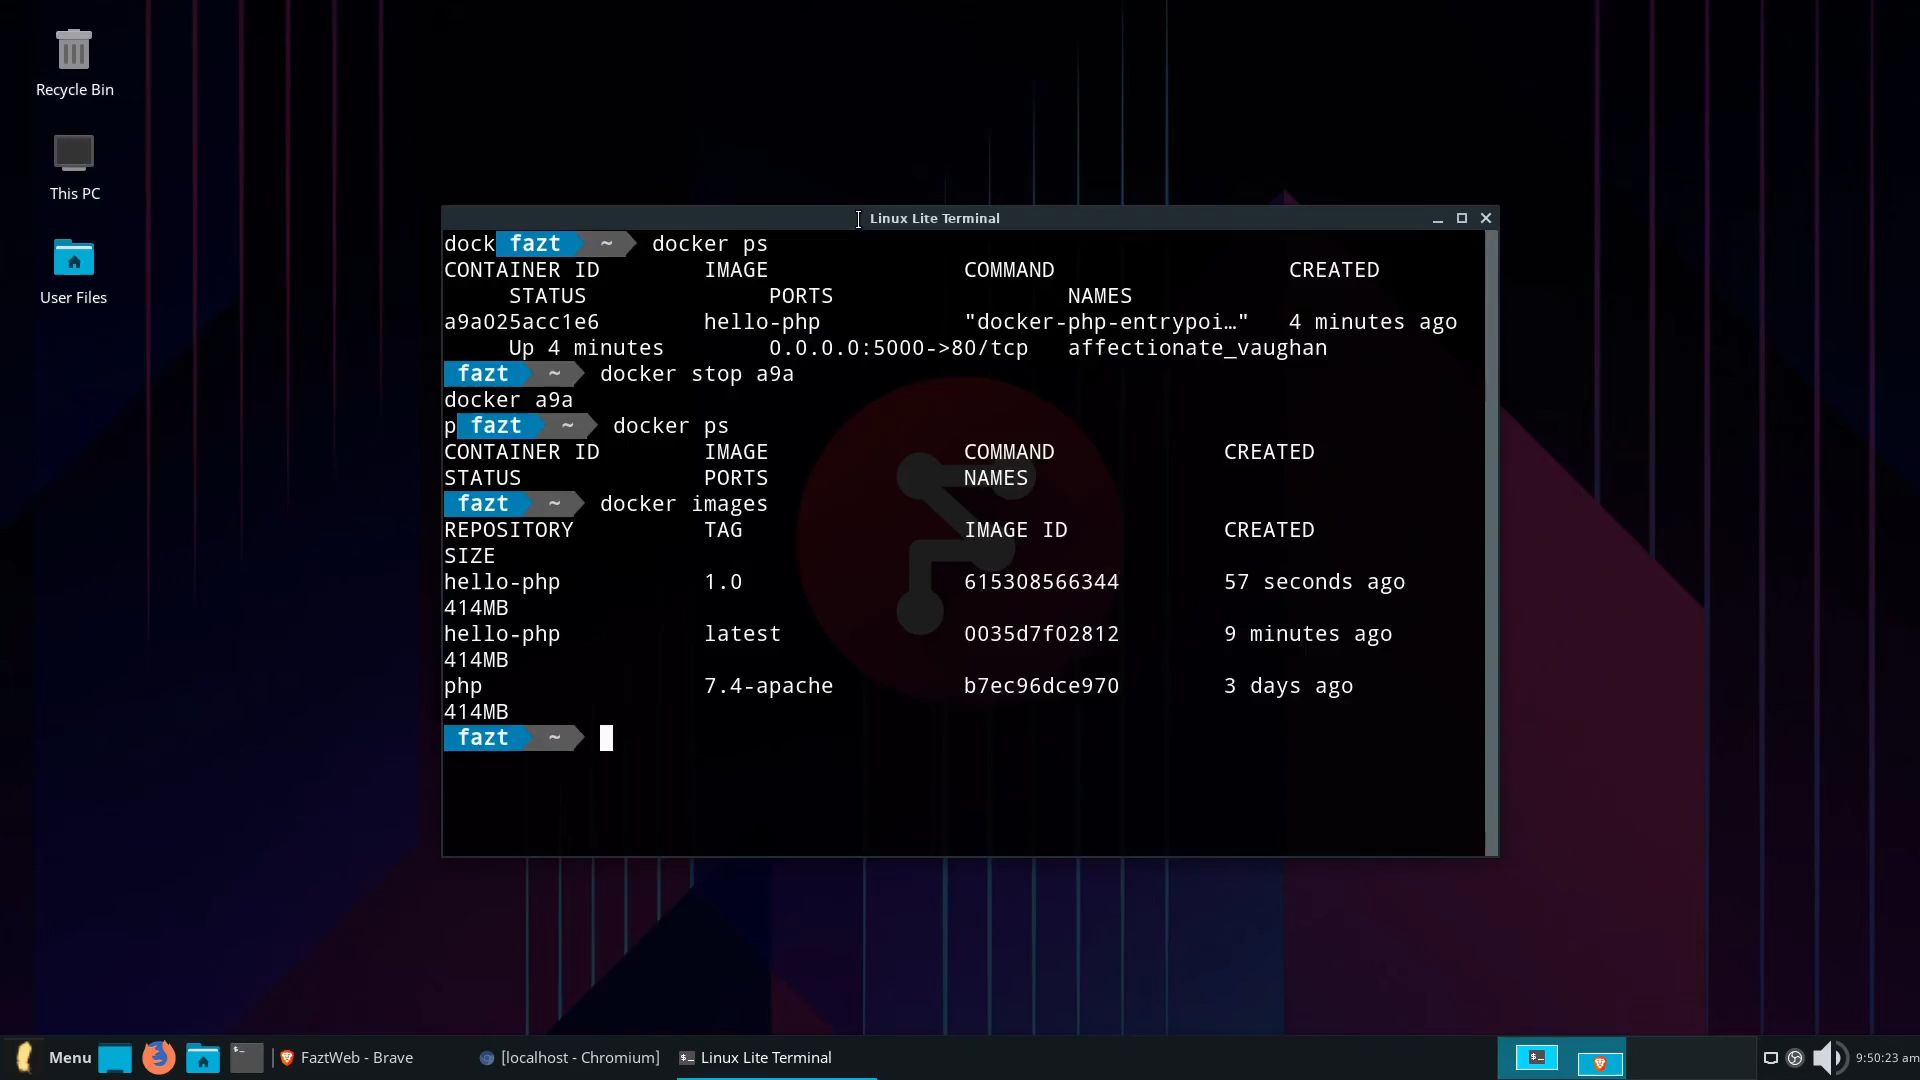 Recycle Bin
This PC
User Files
Linux Lite Terminal
dock fazt ~ docker ps
CONTAINER ID IMAGE COMMAND CREATED
STATUS PORTS NAMES
a9a025acc1e6 hello-php "docker-php-entrypoi…" 4 minutes ago
Up 4 minutes 0.0.0.0:5000->80/tcp affectionate_vaughan
fazt ~ docker stop a9a
docker a9a
p fazt ~ docker ps
CONTAINER ID IMAGE COMMAND CREATED
STATUS PORTS NAMES
fazt ~ docker images
REPOSITORY TAG IMAGE ID CREATED
SIZE
hello-php 1.0 615308566344 57 seconds ago
414MB
hello-php latest 0035d7f02812 9 minutes ago
414MB
php 7.4-apache b7ec96dce970 3 days ago
414MB
fazt ~
Menu FaztWeb - Brave [localhost - Chromium] Linux Lite Terminal 9:50:23 am